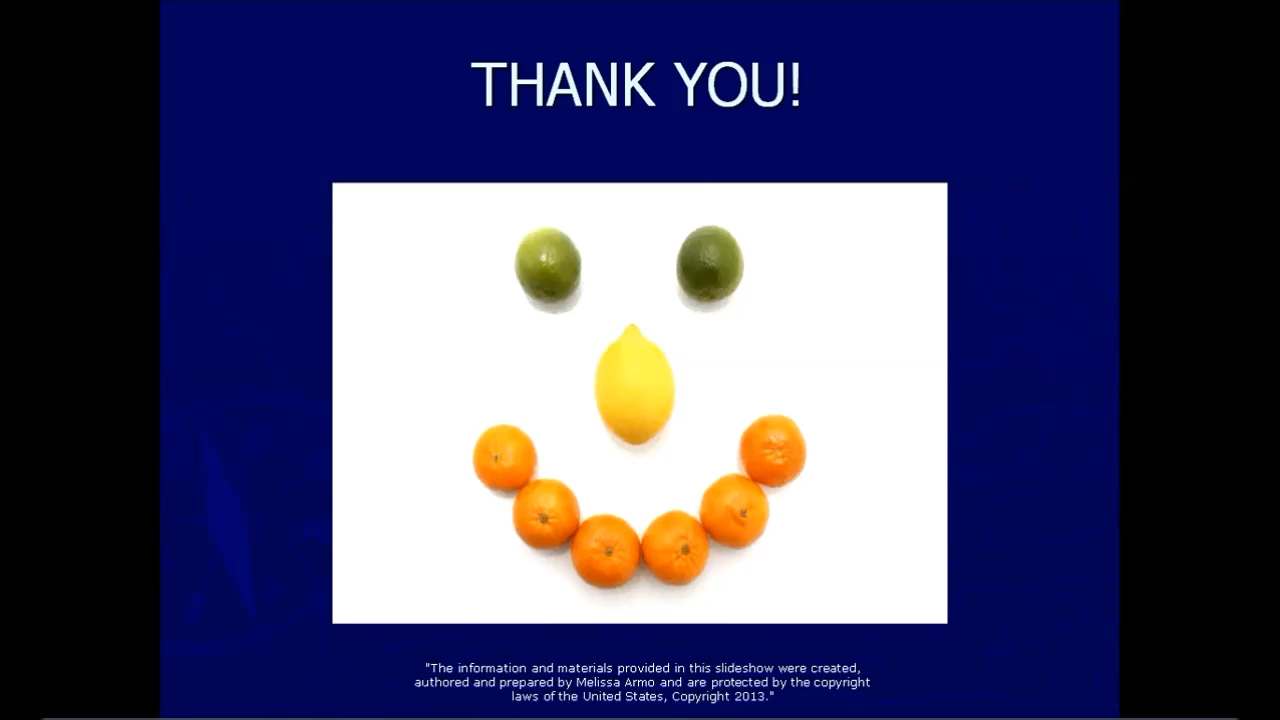 THANK YOU!
"The information and materials provided in this slideshow were created,
authored and prepared by Melissa Armo and are protected by the copyright
laws of the United States, Copyright 2013."